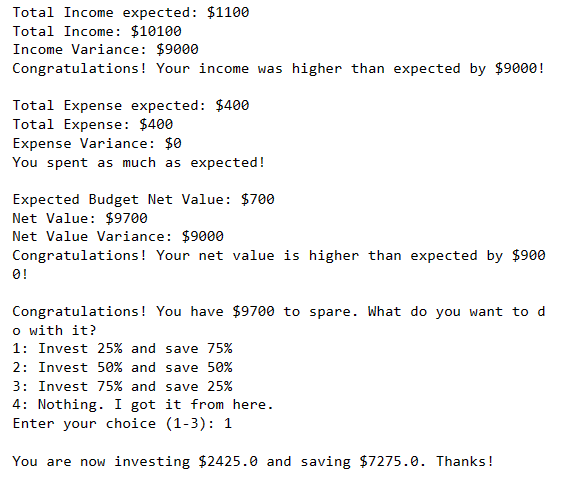 Total Income expected: $1100
Total Income: $10100
Income Variance: $9000
Congratulations! Your income was higher than expected by $9000!
Total Expense expected: $400
Total Expense: $400
Expense Variance: $0
You spent as much as expected!
Expected Budget Net Value: $700
Net Value: $9700
Net Value Variance: $9000
Congratulations! Your net value is higher than expected by $900
0!
Congratulations! You have $9700 to spare. What do you want to d
o with it?
1: Invest 25% and save 75%
2: Invest 50% and save 50%
3: Invest 75% and save 25%
4: Nothing. I got it from here.
Enter your choice (1-3): 1
You are now investing $2425.0 and saving $7275.0. Thanks!